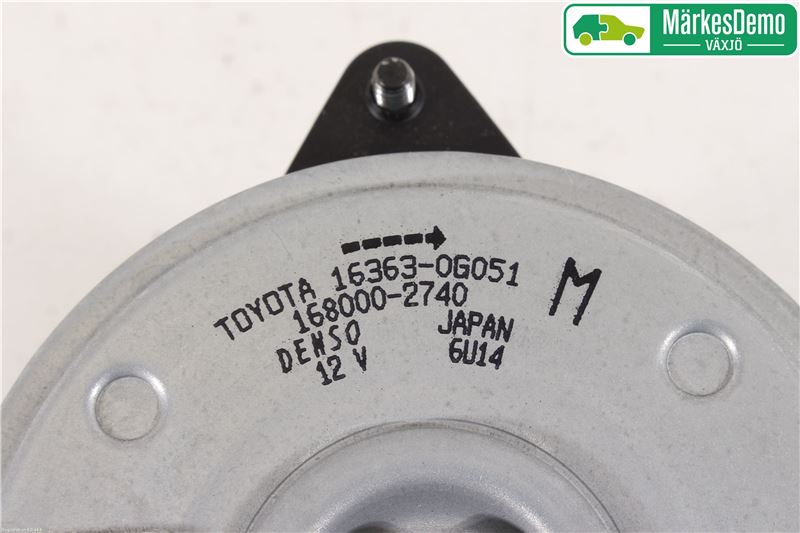 MärkesDemo
VÄXJÖ
TOYOTA 16363-0G051
168000-2740
DENSO JAPAN
12 V 6U14
M